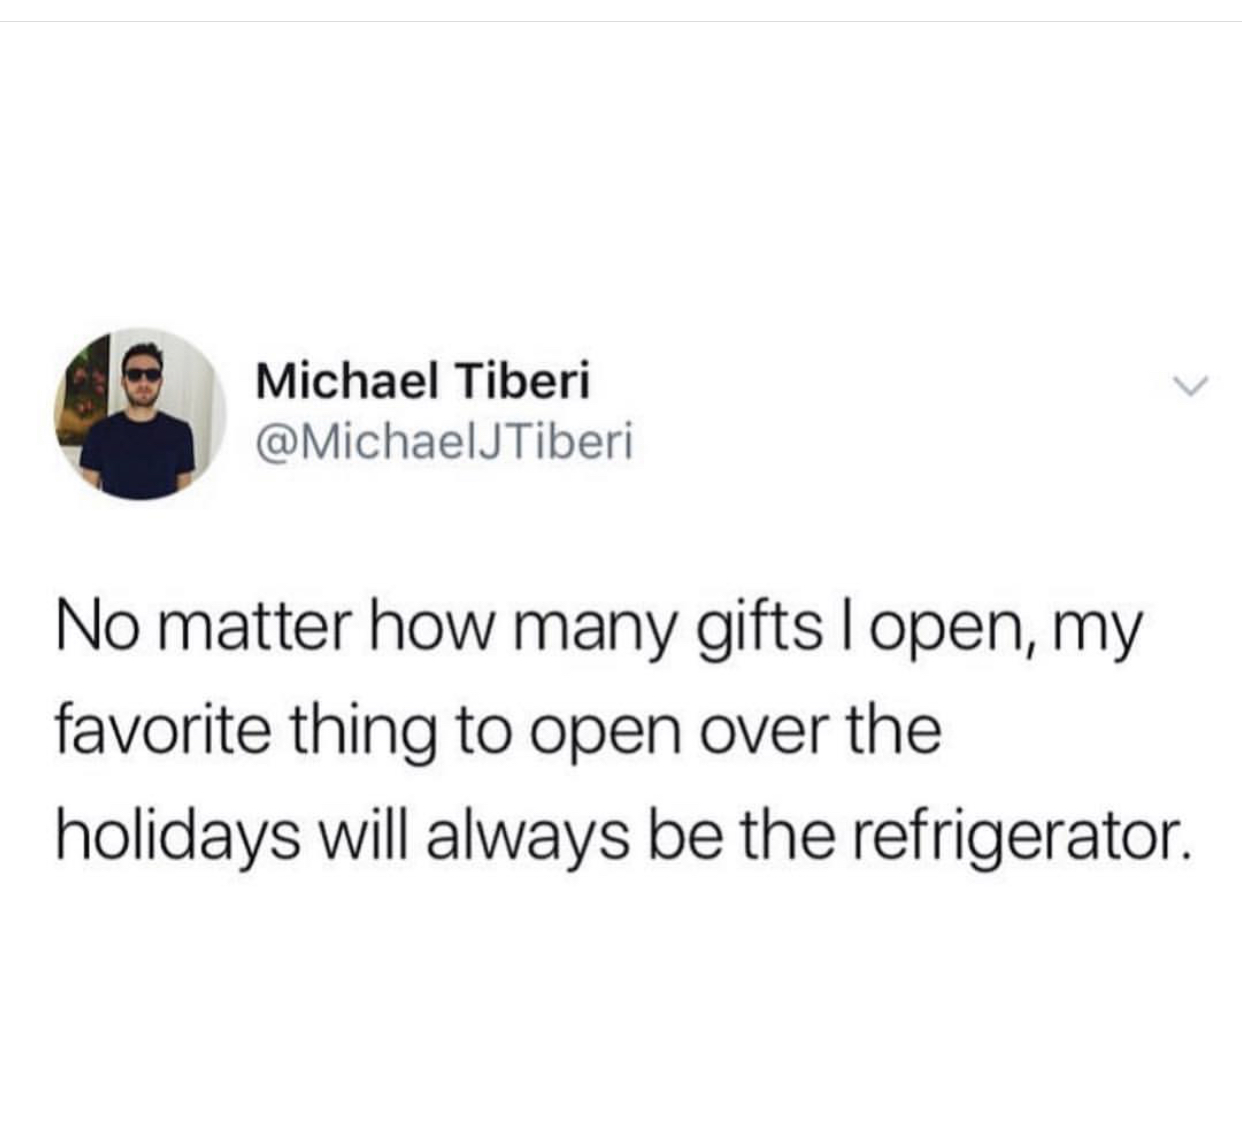 Michael Tiberi
@MichaelJTiberi
No matter how many gifts I open, my
favorite thing to open over the
holidays will always be the refrigerator.